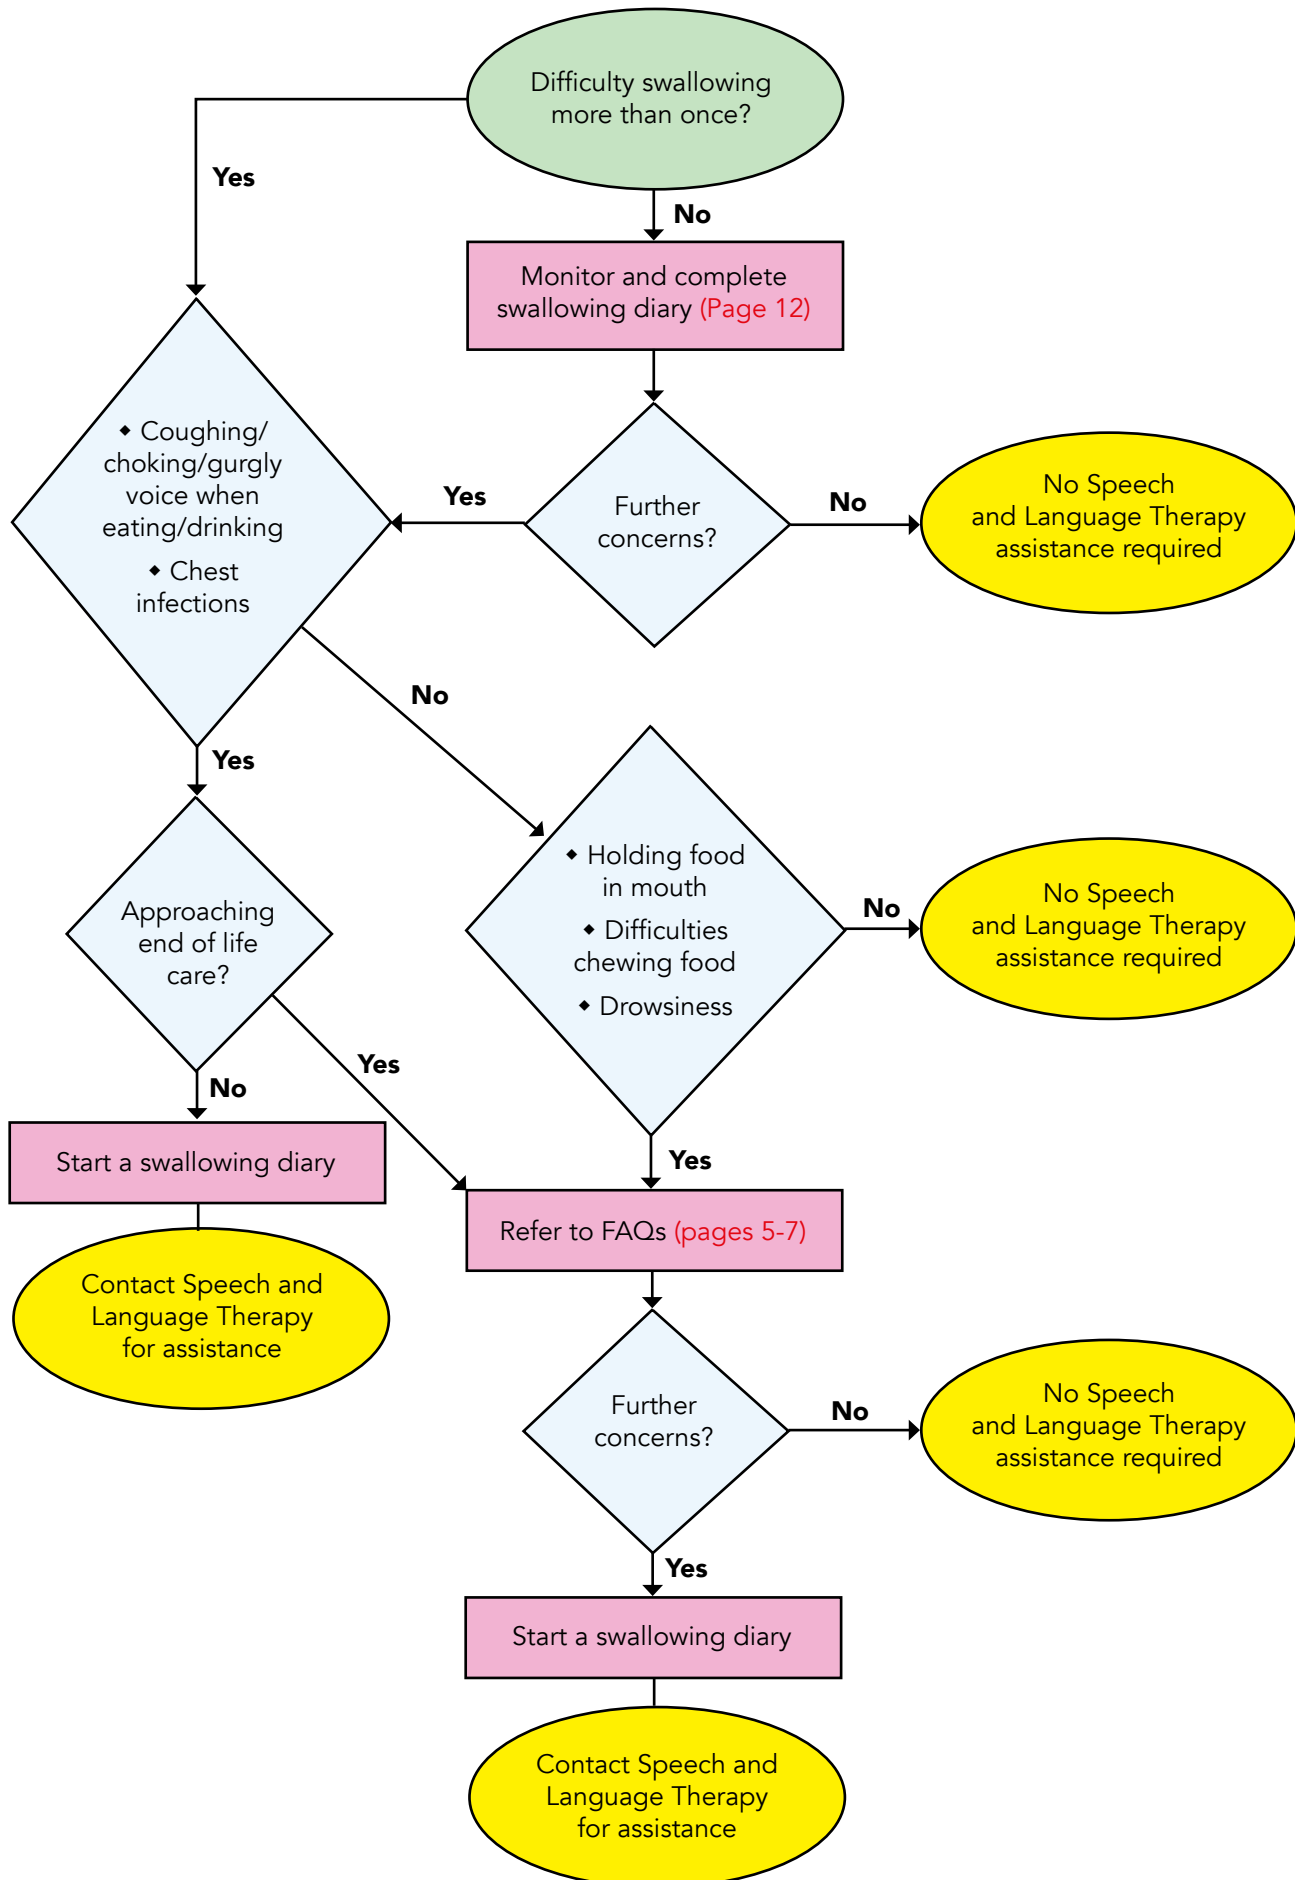 Difficulty swallowing
more than once?
Yes
No
Monitor and complete
swallowing diary (Page 12)
◆ Coughing/
choking/gurgly
voice when
eating/drinking
◆ Chest
infections
Yes
Further
concerns?
No
No Speech
and Language Therapy
assistance required
No
Yes
Approaching
end of life
care?
◆ Holding food
in mouth
◆ Difficulties
chewing food
◆ Drowsiness
No
No Speech
and Language Therapy
assistance required
Yes
No
Start a swallowing diary
Yes
Refer to FAQs (pages 5-7)
Contact Speech and
Language Therapy
for assistance
Further
concerns?
No
No Speech
and Language Therapy
assistance required
Yes
Start a swallowing diary
Contact Speech and
Language Therapy
for assistance